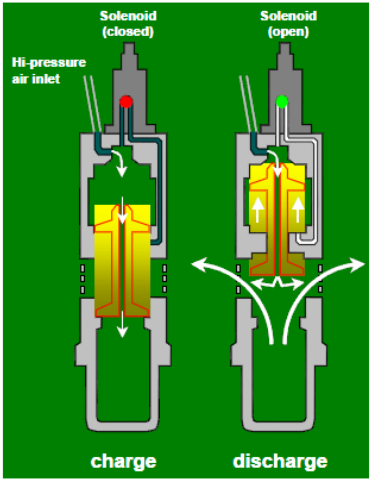 Solenoid
(closed)
Solenoid
(open)
Hi-pressure
air inlet
charge
discharge